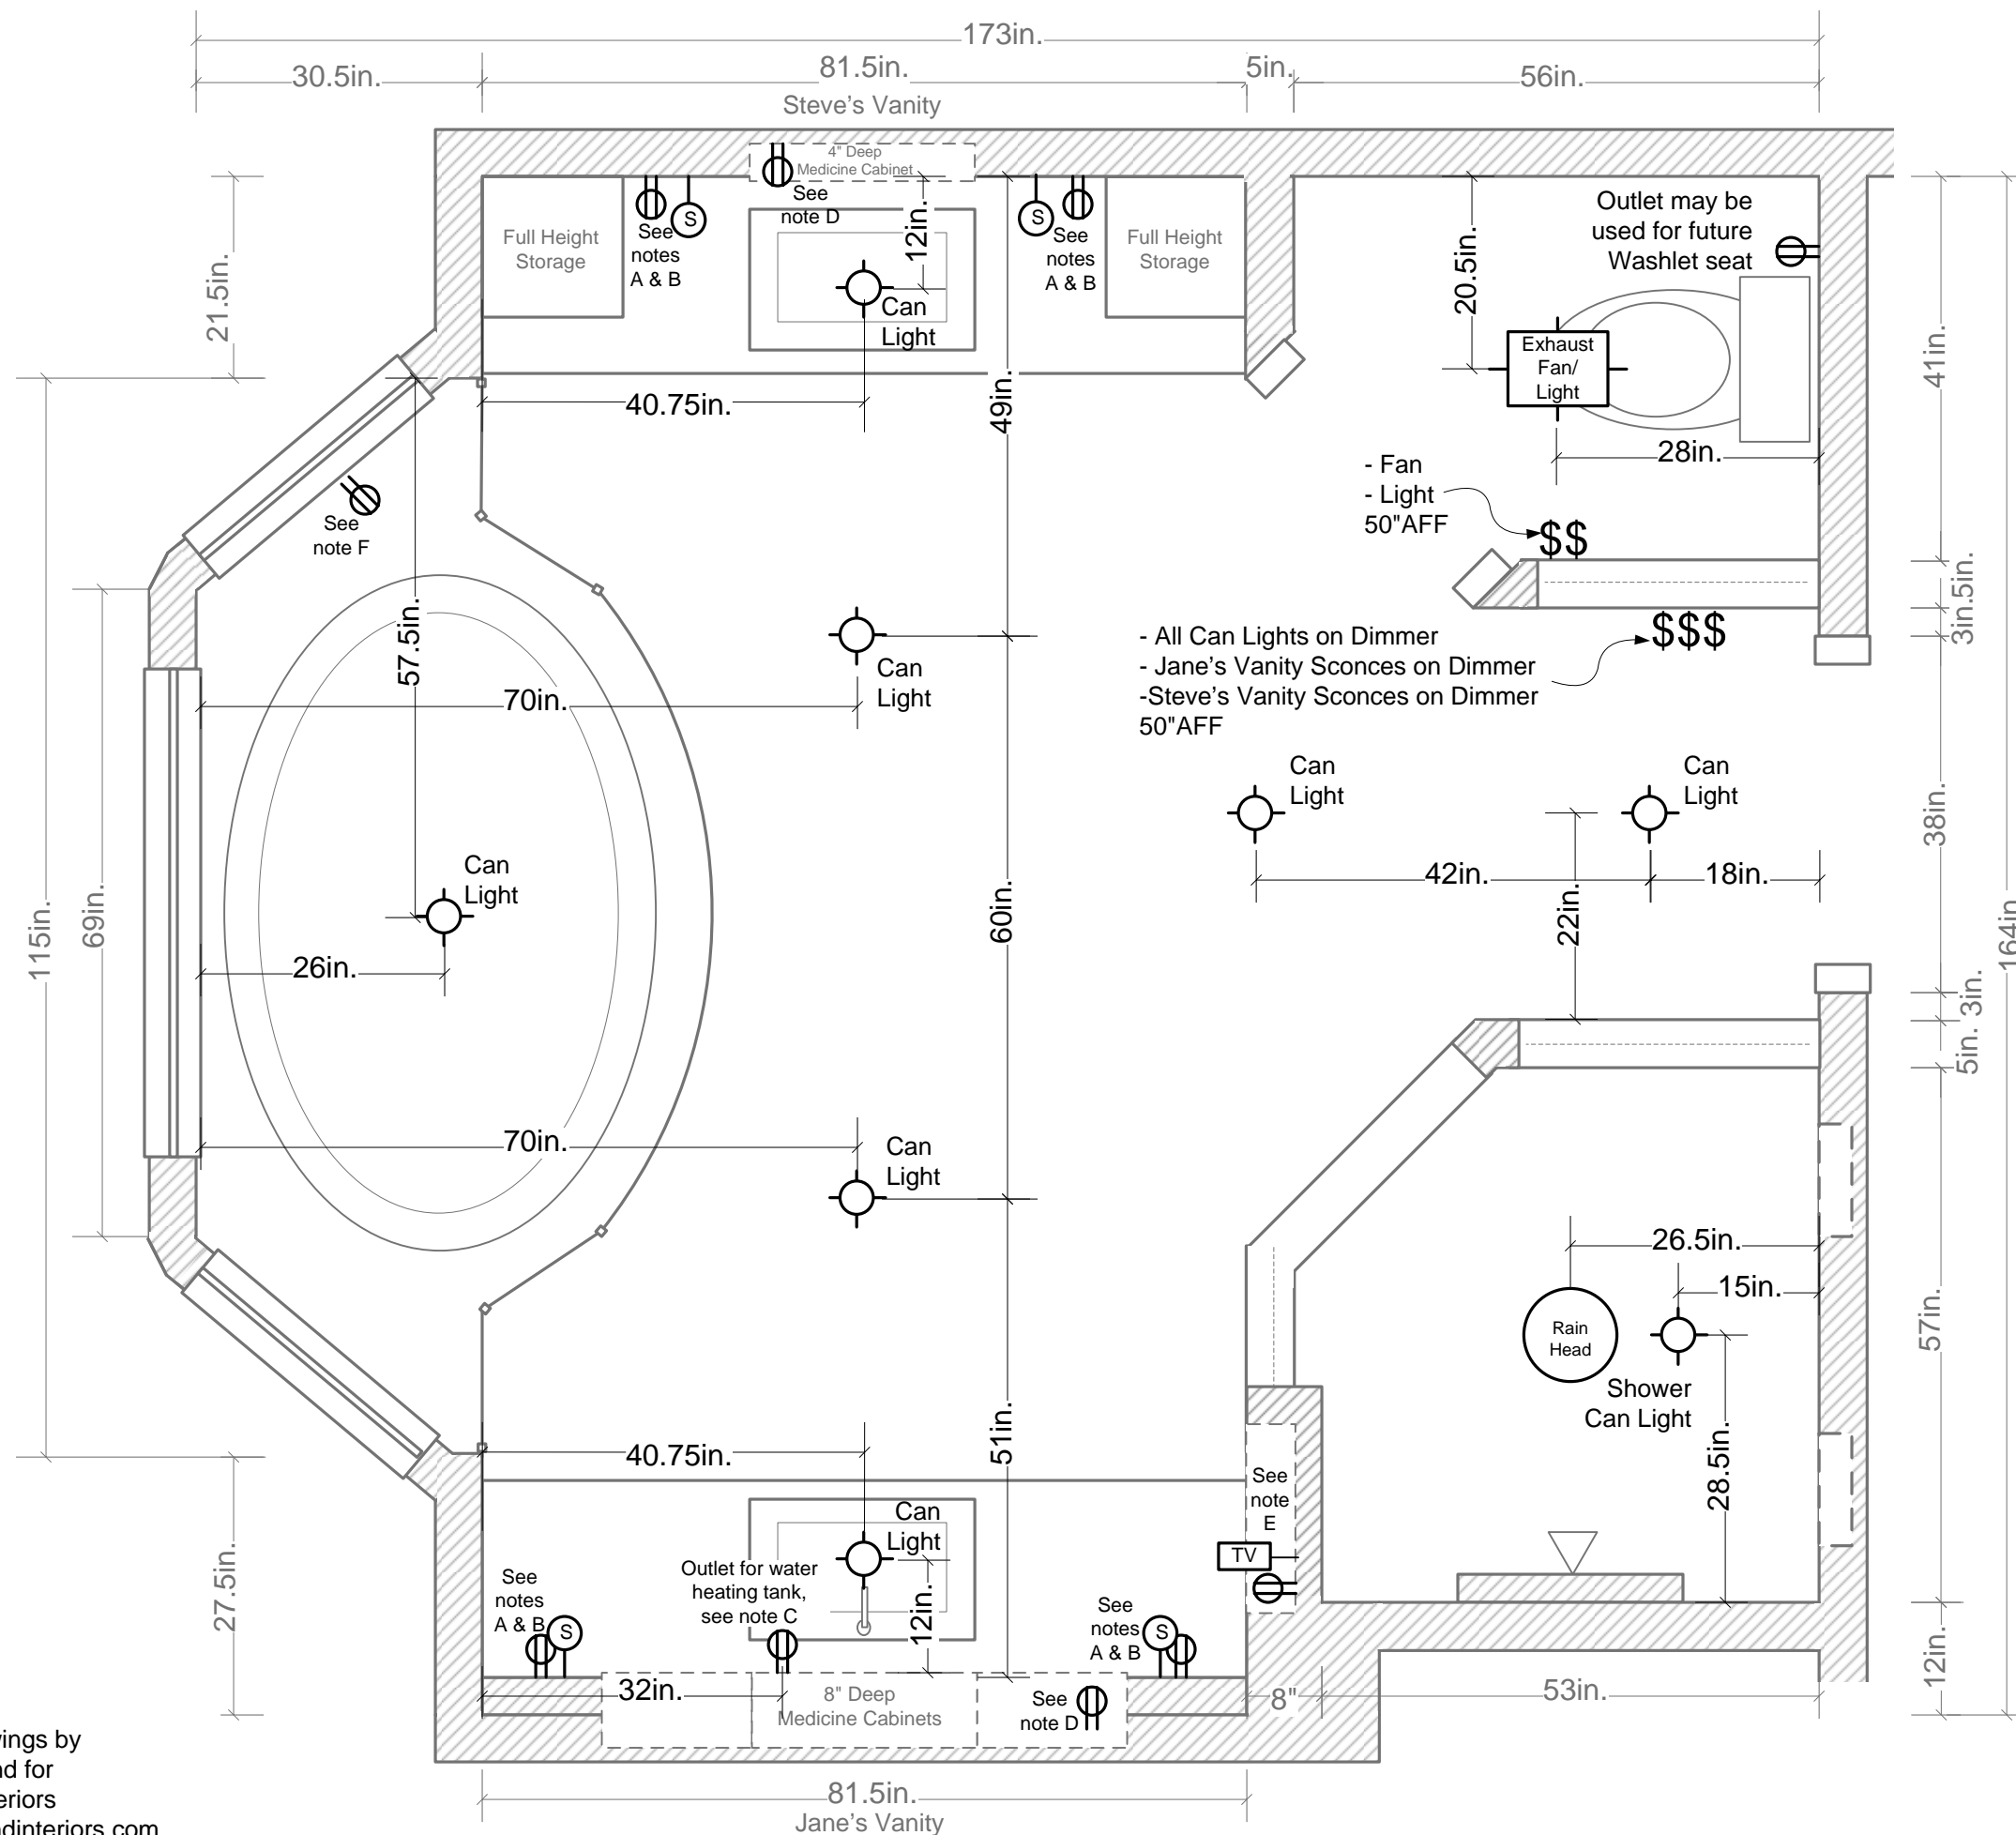 173in.
30.5in.
81.5in.
5in.
56in.
Steve's Vanity
4" Deep
Medicine Cabinet
See
note D
12in.
S
See
notes
A & B
S
See
notes
A & B
Full Height
Storage
Full Height
Storage
Can
Light
40.75in.
49in.
20.5in.
Outlet may be
used for future
Washlet seat
Exhaust
Fan/
Light
28in.
21.5in.
41in.
- Fan
- Light
50"AFF
$$
See
note F
57.5in.
5in.
3in.
- All Can Lights on Dimmer
- Jane's Vanity Sconces on Dimmer
-Steve's Vanity Sconces on Dimmer
50"AFF
$$$
Can
Light
70in.
Can
Light
Can
Light
42in.
18in.
22in.
38in.
164in.
115in.
69in.
Can
Light
26in.
60in.
3in.
5in.
70in.
Can
Light
26.5in.
15in.
Rain
Head
Shower
Can Light
28.5in.
57in.
40.75in.
51in.
See
note
E
TV
Can
Light
Outlet for water
heating tank,
see note C
12in.
See
notes
A & B
S
See
notes
A & B
S
27.5in.
32in.
8" Deep
Medicine Cabinets
See
note D
8"
53in.
12in.
81.5in.
Jane's Vanity
for